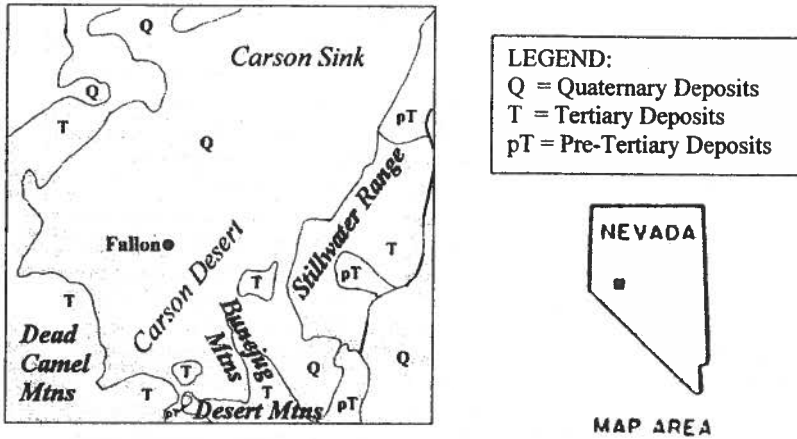 Q
Carson Sink
Q
T
pT
Q
Stillwater Range
Fallon
Carson Desert
T
T
pT
T
Dead
Camel
Mtns
Bunejug
Mtns
T
Q
Q
T
T
pT
pT
Desert Mtns
LEGEND:
Q = Quaternary Deposits
T = Tertiary Deposits
pT = Pre-Tertiary Deposits
NEVADA
MAP AREA